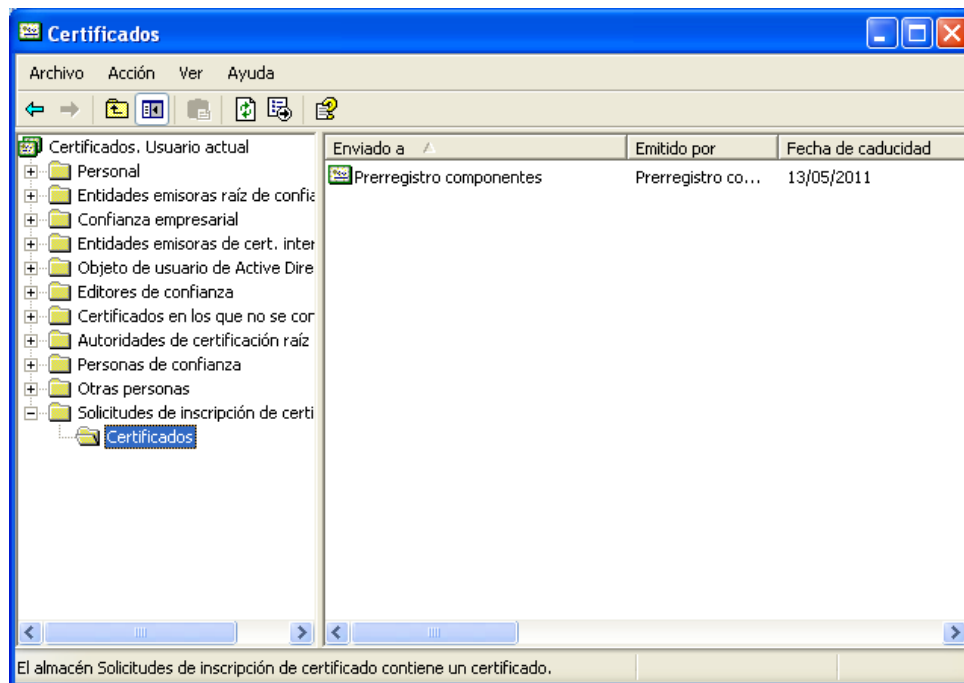 Certificados
Archivo Acción Ver Ayuda
Certificados. Usuario actual
Personal
Entidades emisoras raíz de confia
Confianza empresarial
Entidades emisoras de cert. inter
Objeto de usuario de Active Dire
Editores de confianza
Certificados en los que no se con
Autoridades de certificación raíz
Personas de confianza
Otras personas
Solicitudes de inscripción de certi
Certificados
Enviado a Emitido por Fecha de caducidad
Prerregistro componentes Prerregistro co... 13/05/2011
El almacén Solicitudes de inscripción de certificado contiene un certificado.